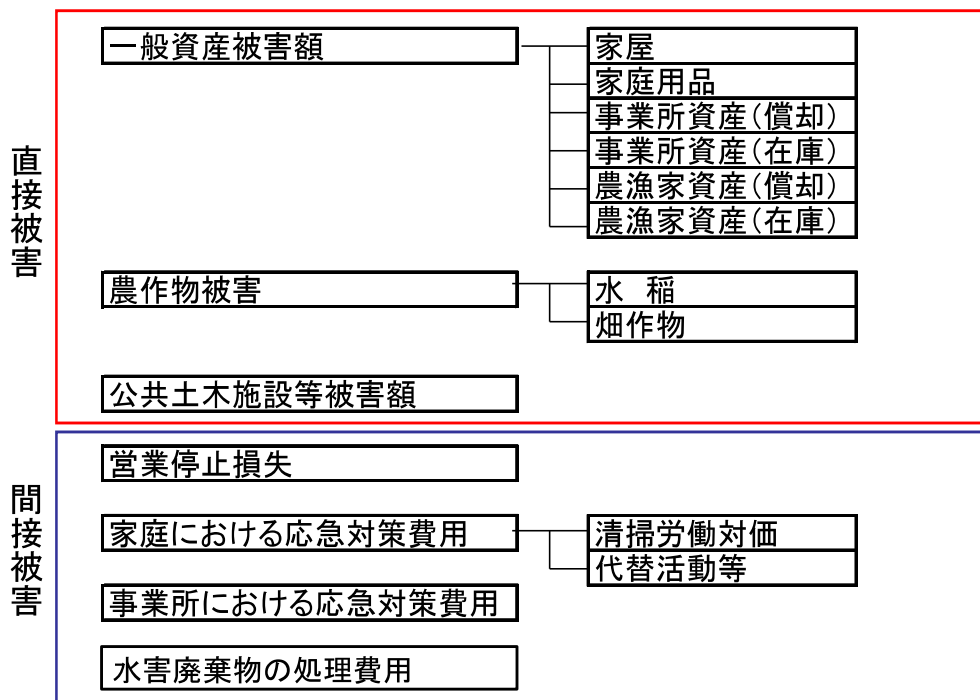 直接被害
一般資産被害額
家屋
家庭用品
事業所資産（償却）
事業所資産（在庫）
農漁家資産（償却）
農漁家資産（在庫）
農作物被害
水　稲
畑作物
公共土木施設等被害額
間接被害
営業停止損失
家庭における応急対策費用
清掃労働対価
代替活動等
事業所における応急対策費用
水害廃棄物の処理費用